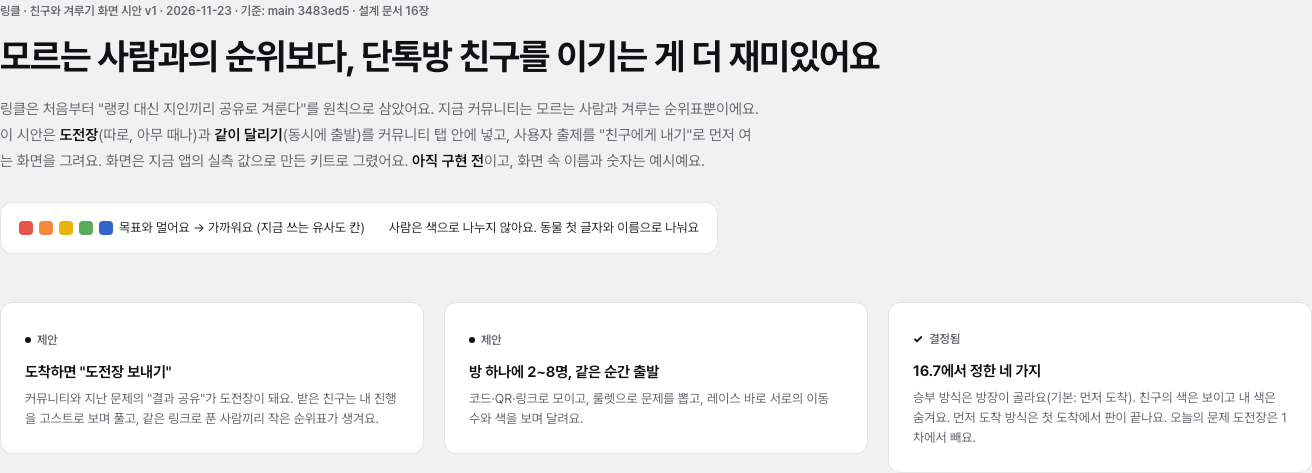 링클 · 친구와 겨루기 화면 시안 v1 · 2026-11-23 · 기준: main 3483ed5 · 설계 문서 16장
모르는 사람과의 순위보다, 단톡방 친구를 이기는 게 더 재미있어요
링클은 처음부터 "랭킹 대신 지인끼리 공유로 겨룬다"를 원칙으로 삼았어요. 지금 커뮤니티는 모르는 사람과 겨루는 순위표뿐이에요.
이 시안은 도전장(따로, 아무 때나)과 같이 달리기(동시에 출발)를 커뮤니티 탭 안에 넣고, 사용자 출제를 "친구에게 내기"로 먼저 여
는 화면을 그려요. 화면은 지금 앱의 실측 값으로 만든 키트로 그렸어요. 아직 구현 전이고, 화면 속 이름과 숫자는 예시예요.
목표와 멀어요 → 가까워요 (지금 쓰는 유사도 칸) 사람은 색으로 나누지 않아요. 동물 첫 글자와 이름으로 나눠요
제안
도착하면 "도전장 보내기"
커뮤니티와 지난 문제의 "결과 공유"가 도전장이 돼요. 받은 친구는 내 진행
을 고스트로 보며 풀고, 같은 링크로 푼 사람끼리 작은 순위표가 생겨요.
제안
방 하나에 2~8명, 같은 순간 출발
코드·QR·링크로 모이고, 룰렛으로 문제를 뽑고, 레이스 바로 서로의 이동
수와 색을 보며 달려요.
결정됨
16.7에서 정한 네 가지
승부 방식은 방장이 골라요(기본: 먼저 도착). 친구의 색은 보이고 내 색은
숨겨요. 먼저 도착 방식은 첫 도착에서 판이 끝나요. 오늘의 문제 도전장은 1
차에서 빼요.